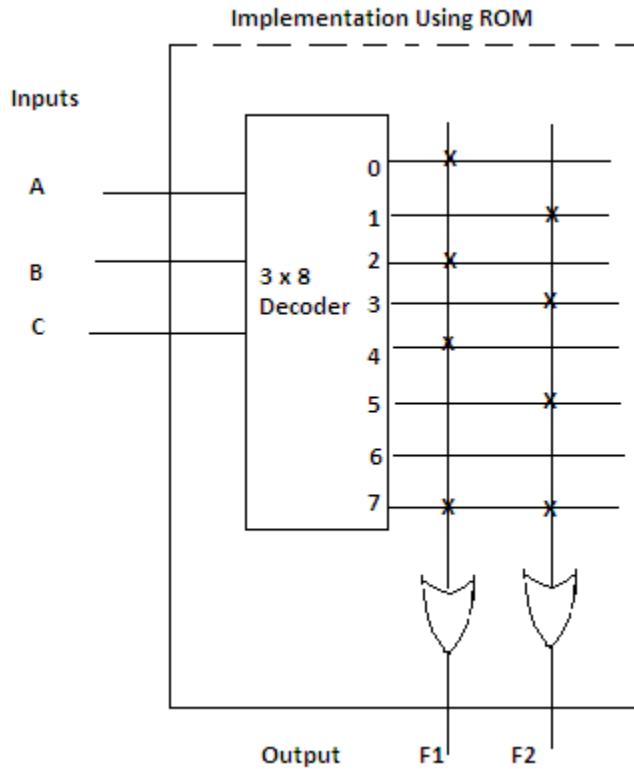 Implementation Using ROM
Inputs
A
B
C
3 x 8
Decoder
0
1
2
3
4
5
6
7
X
X
X
X
X
X
X
X
Output F1 F2